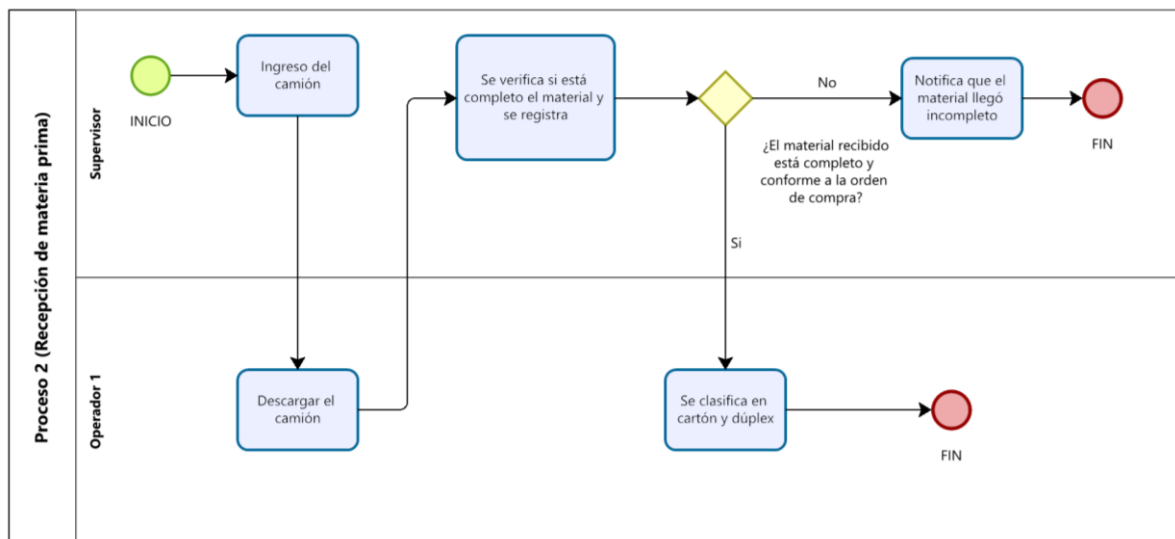 Proceso 2 (Recepción de materia prima)
Supervisor
INICIO
Ingreso del
camión
Se verifica si está
completo el material y
se registra
¿El material recibido
está completo y
conforme a la orden
de compra?
No
Notifica que el
material llegó
incompleto
FIN
Si
Operador 1
Descargar el
camión
Se clasifica en
cartón y dúplex
FIN